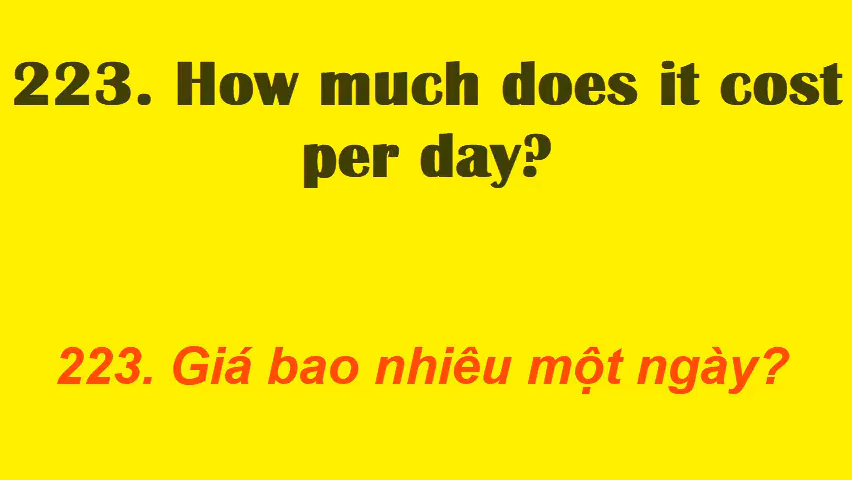 223. How much does it cost
per day?
223. Giá bao nhiêu một ngày?